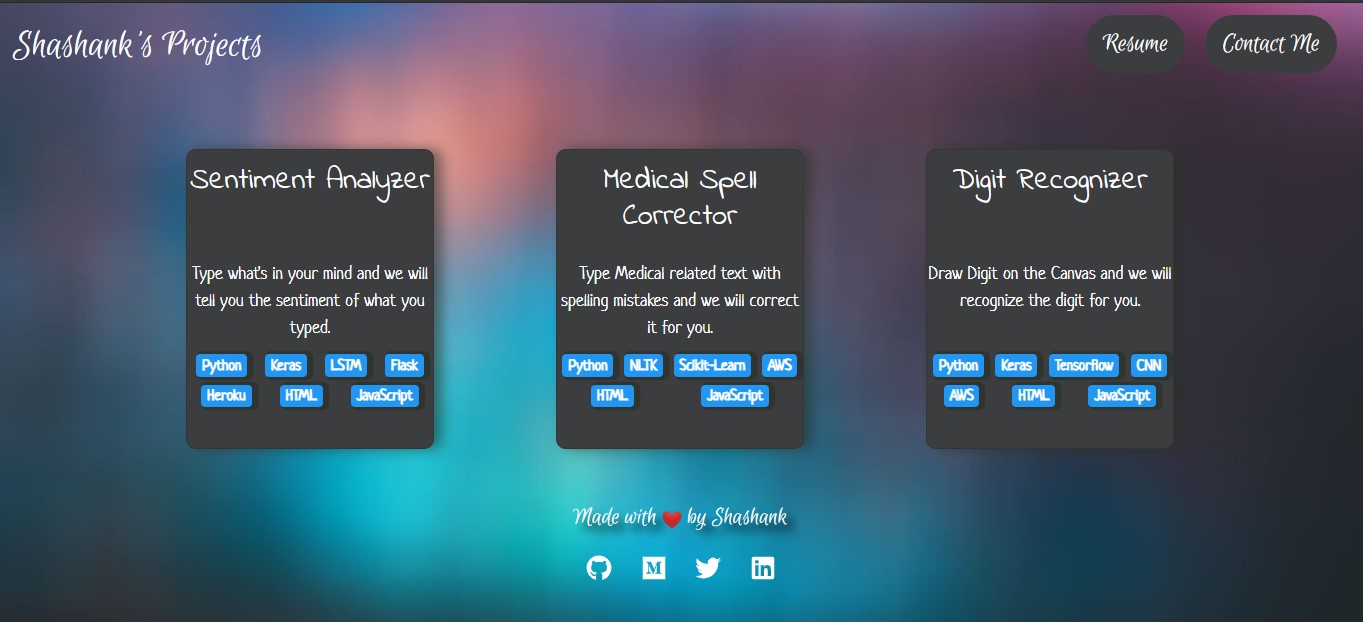 Shashank's Projects
Resume
Contact Me
Sentiment Analyzer
Type what's in your mind and we will
tell you the sentiment of what you
typed.
Python Keras LSTM Flask
Heroku HTML JavaScript
Medical Spell
Corrector
Type Medical related text with
spelling mistakes and we will correct
it for you.
Python NLTK Scikit-Learn AWS
HTML JavaScript
Digit Recognizer
Draw Digit on the Canvas and we will
recognize the digit for you.
Python Keras Tensorflow CNN
AWS HTML JavaScript
Made with ❤️ by Shashank
M in